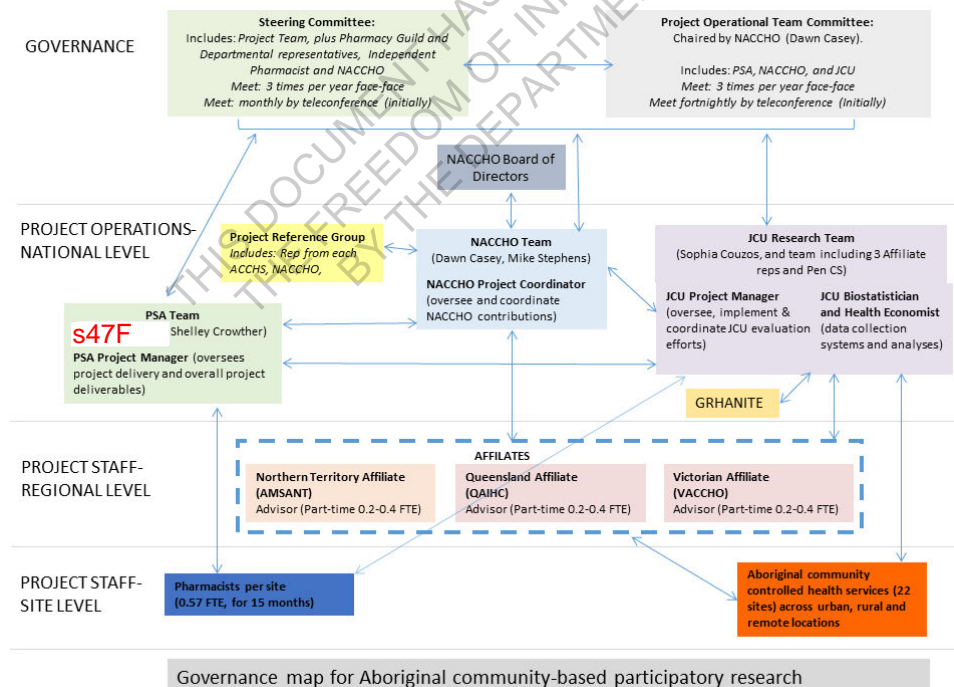 GOVERNANCE
Steering Committee:
Includes: Project Team, plus Pharmacy Guild and
Departmental representatives, Independent
Pharmacist and NACCHO
Meet: 3 times per year face-face
Meet: monthly by teleconference (initially)
Project Operational Team Committee:
Chaired by NACCHO (Dawn Casey).
Includes: PSA, NACCHO, and JCU
Meet: 3 times per year face-face
Meet fortnightly by teleconference (Initially)
NACCHO Board of
Directors
PROJECT OPERATIONS-
NATIONAL LEVEL
Project Reference Group
Includes: Rep from each
ACCHS, NACCHO,
NACCHO Team
(Dawn Casey, Mike Stephens)
NACCHO Project Coordinator
(oversee and coordinate
NACCHO contributions)
JCU Research Team
(Sophia Couzos, and team including 3 Affiliate
reps and Pen CS)
JCU Project Manager
(oversee, implement &
coordinate JCU evaluation
efforts)
JCU Biostatistician
and Health Economist
(data collection
systems and analyses)
PSA Team
s47F Shelley Crowther)
PSA Project Manager (oversees
project delivery and overall project
deliverables)
GRHANITE
PROJECT STAFF-
REGIONAL LEVEL
AFFILATES
Northern Territory Affiliate
(AMSANT)
Advisor (Part-time 0.2-0.4 FTE)
Queensland Affiliate
(QAIHC)
Advisor (Part-time 0.2-0.4 FTE)
Victorian Affiliate
(VACCHO)
Advisor (Part-time 0.2-0.4 FTE)
PROJECT STAFF-
SITE LEVEL
Pharmacists per site
(0.57 FTE, for 15 months)
Aboriginal community
controlled health services (22
sites) across urban, rural and
remote locations
Governance map for Aboriginal community-based participatory research
THIS DOCUMENT HAS
THE FREEDOM OF IN
BY THE DEPARTM